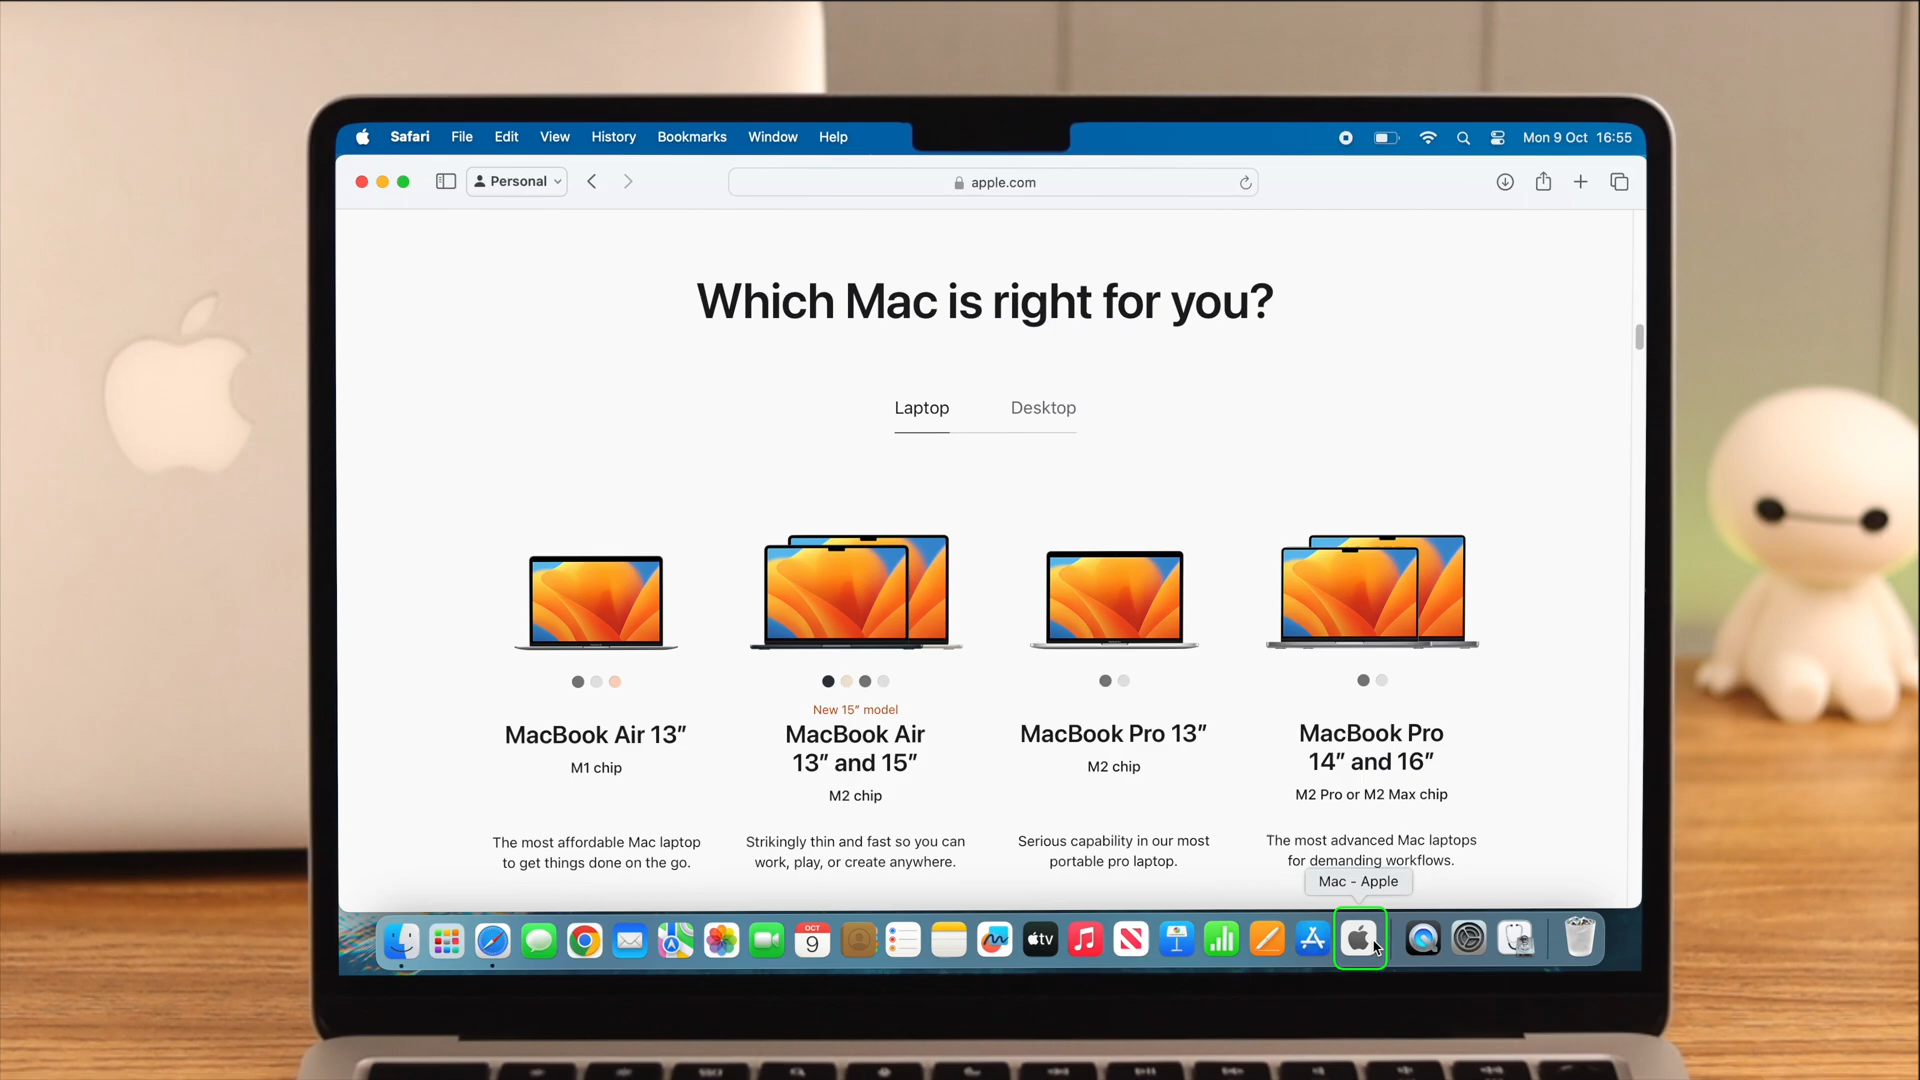 Safari File Edit View History Bookmarks Window Help Mon 9 Oct 16:55
Personal apple.com
Which Mac is right for you?
Laptop Desktop
New 15″ model
MacBook Air 13″
M1 chip
The most affordable Mac laptop
to get things done on the go.
MacBook Air
13″ and 15″
M2 chip
Strikingly thin and fast so you can
work, play, or create anywhere.
MacBook Pro 13″
M2 chip
Serious capability in our most
portable pro laptop.
MacBook Pro
14″ and 16″
M2 Pro or M2 Max chip
The most advanced Mac laptops
for demanding workflows.
Mac - Apple
OCT
9
tv